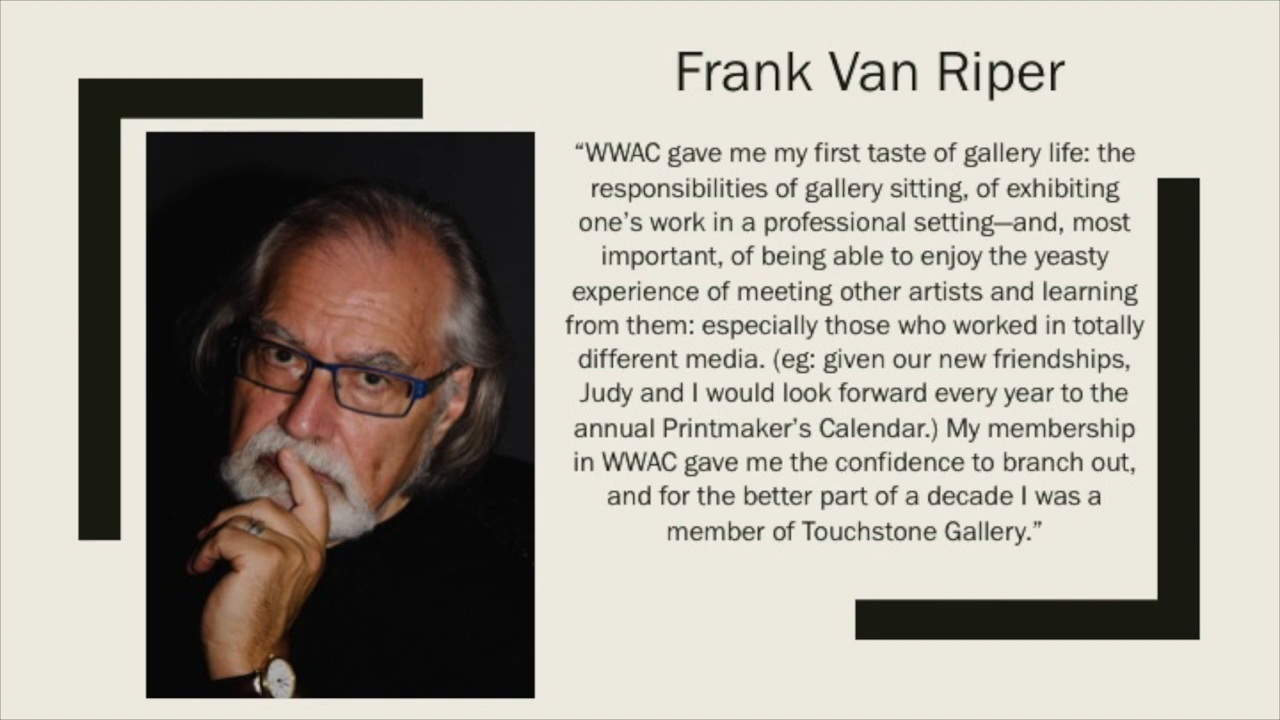 Frank Van Riper
“WWAC gave me my first taste of gallery life: the
responsibilities of gallery sitting, of exhibiting
one’s work in a professional setting—and, most
important, of being able to enjoy the yeasty
experience of meeting other artists and learning
from them: especially those who worked in totally
different media. (eg: given our new friendships,
Judy and I would look forward every year to the
annual Printmaker’s Calendar.) My membership
in WWAC gave me the confidence to branch out,
and for the better part of a decade I was a
member of Touchstone Gallery.”